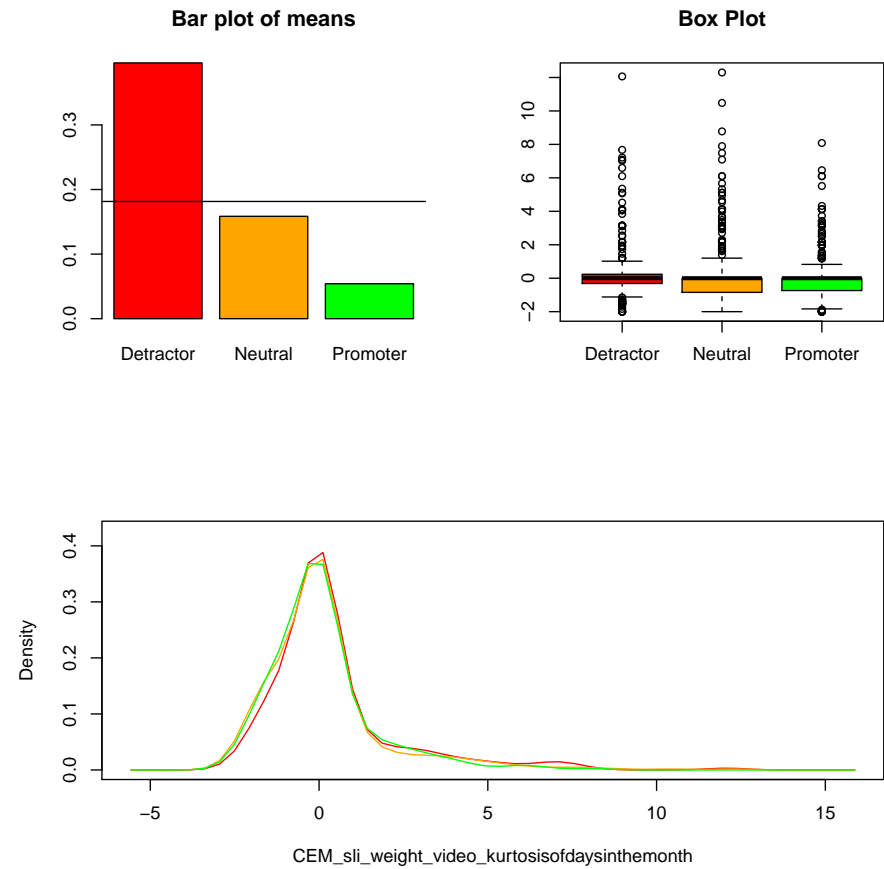 Bar plot of means
0.0 0.1 0.2 0.3
Detractor Neutral Promoter
Box Plot
−2 0 2 4 6 8 10
Detractor Neutral Promoter
Density
0.0 0.1 0.2 0.3 0.4
−5 0 5 10 15
CEM_sli_weight_video_kurtosisofdaysinthemonth